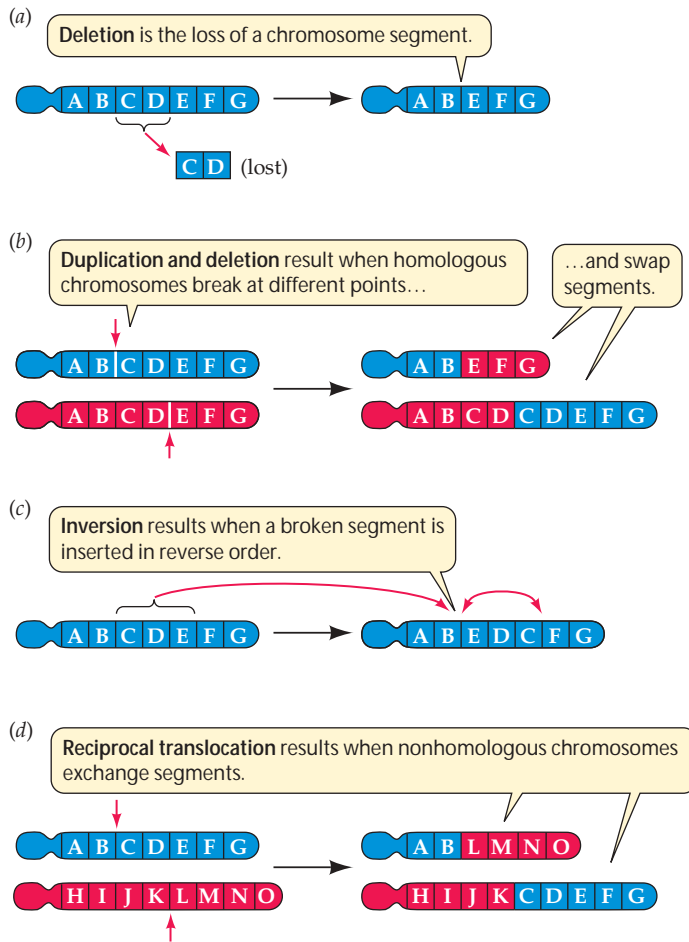 (a)
Deletion is the loss of a chromosome segment.
A B C D E F G
A B E F G
C D (lost)
(b)
Duplication and deletion result when homologous
chromosomes break at different points…
…and swap
segments.
A B C D E F G
A B E F G
A B C D E F G
A B C D C D E F G
(c)
Inversion results when a broken segment is
inserted in reverse order.
A B C D E F G
A B E D C F G
(d)
Reciprocal translocation results when nonhomologous chromosomes
exchange segments.
A B C D E F G
A B L M N O
H I J K L M N O
H I J K C D E F G